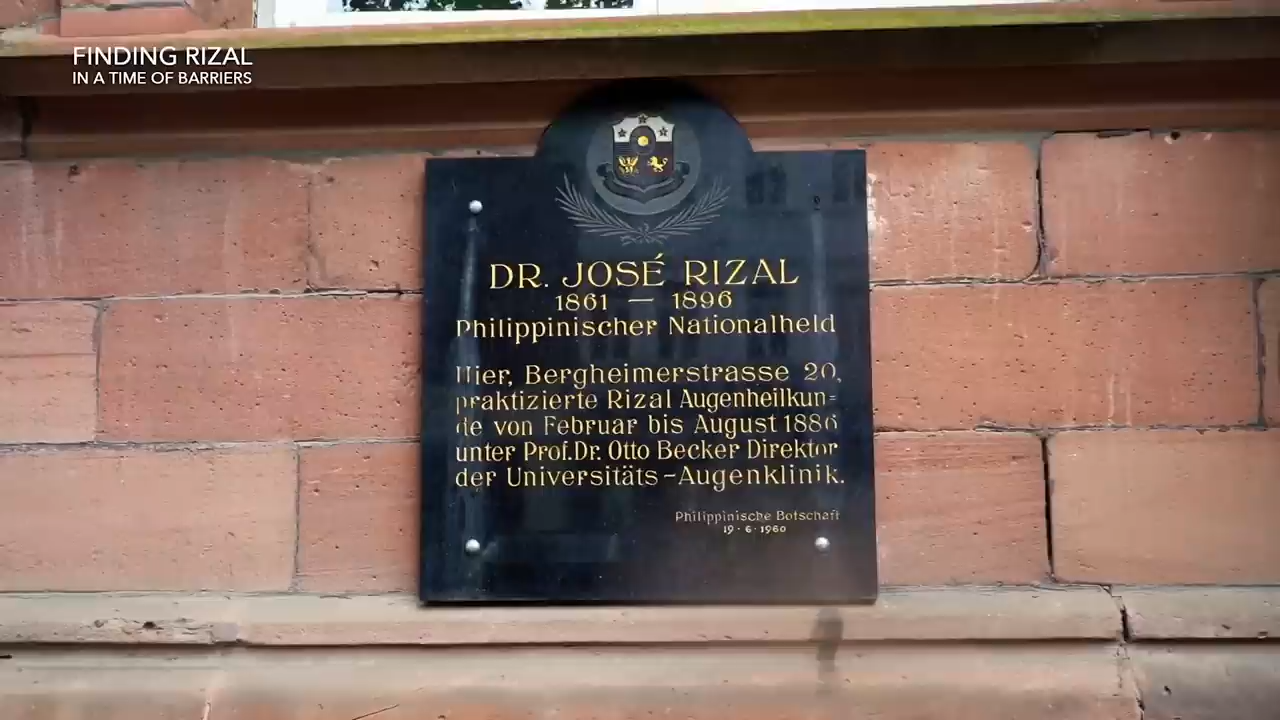 FINDING RIZAL
IN A TIME OF BARRIERS
DR. JOSÉ RIZAL
1861 — 1896
Philippinischer Nationalheld
Hier, Bergheimerstrasse 20,
praktizierte Rizal Augenheilkun=
de von Februar bis August 1886
unter Prof.Dr. Otto Becker Direktor
der Universitäts-Augenklinik.
Philippinische Botschaft
19·6·1960